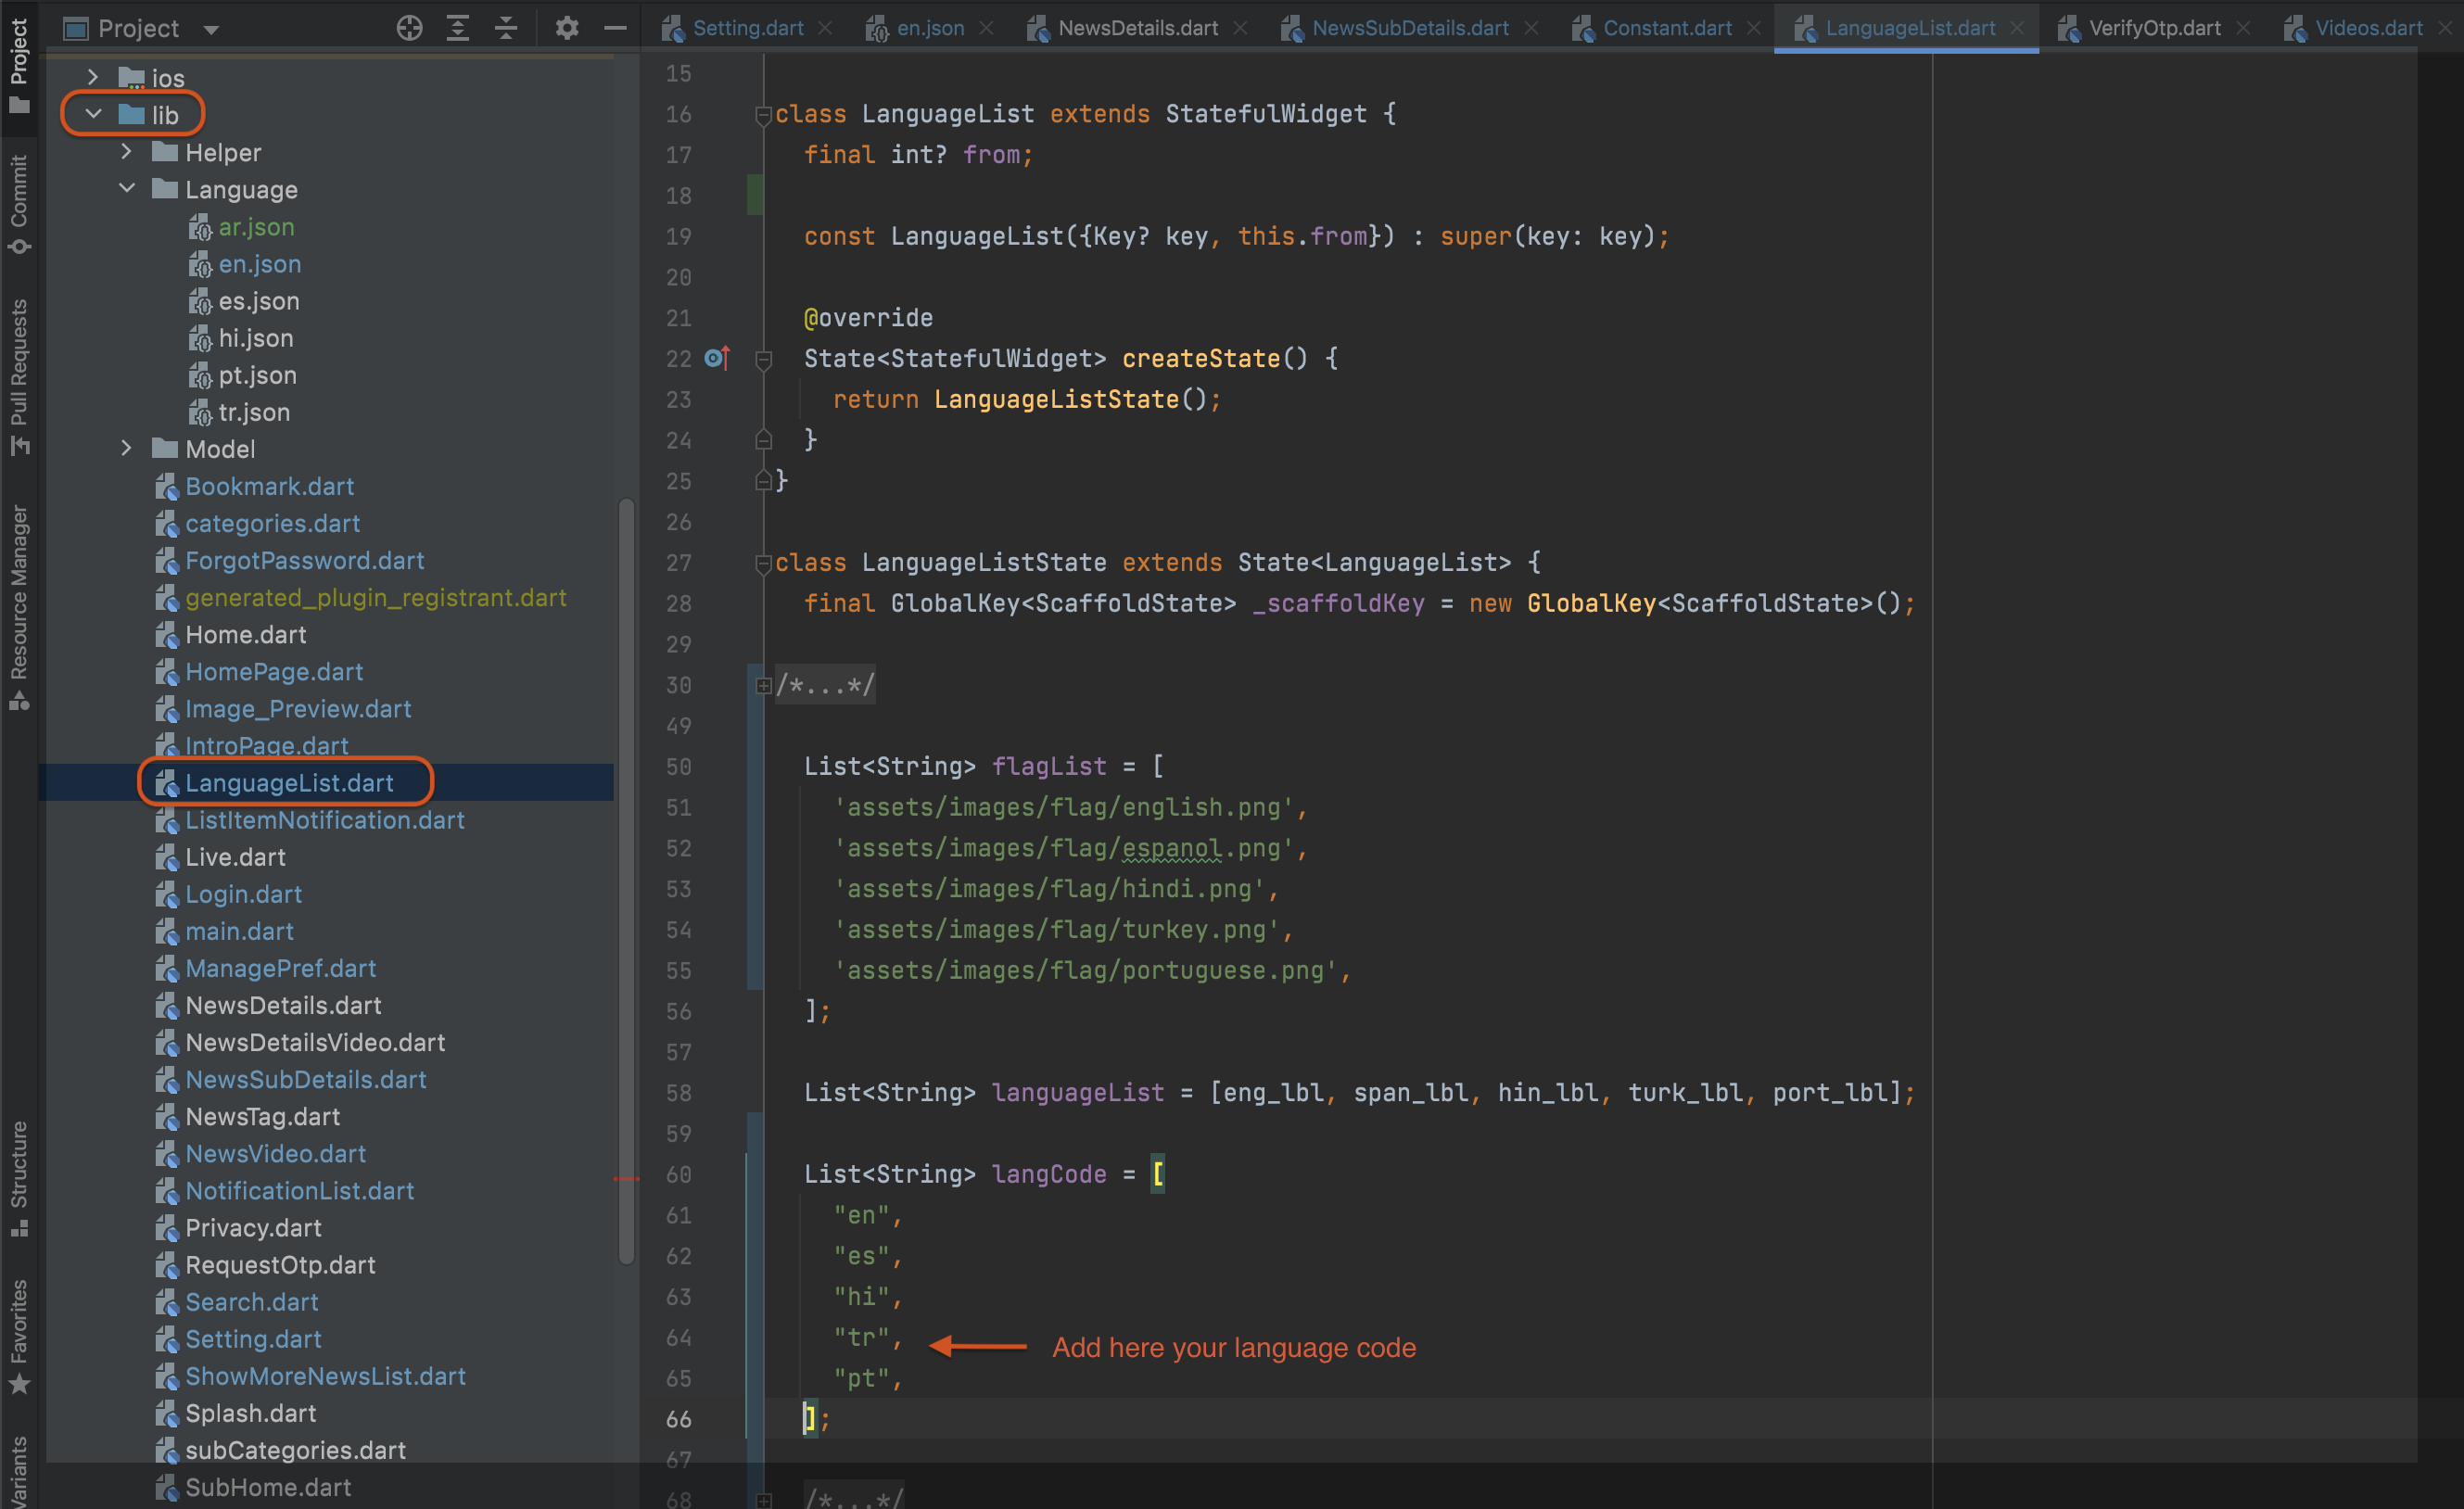 Project
Setting.dart
en.json
NewsDetails.dart
NewsSubDetails.dart
Constant.dart
LanguageList.dart
VerifyOtp.dart
Videos.dart
Project
Commit
Pull Requests
Resource Manager
Structure
Favorites
Variants
ios
lib
Helper
Language
ar.json
en.json
es.json
hi.json
pt.json
tr.json
Model
Bookmark.dart
categories.dart
ForgotPassword.dart
generated_plugin_registrant.dart
Home.dart
HomePage.dart
Image_Preview.dart
IntroPage.dart
LanguageList.dart
ListItemNotification.dart
Live.dart
Login.dart
main.dart
ManagePref.dart
NewsDetails.dart
NewsDetailsVideo.dart
NewsSubDetails.dart
NewsTag.dart
NewsVideo.dart
NotificationList.dart
Privacy.dart
RequestOtp.dart
Search.dart
Setting.dart
ShowMoreNewsList.dart
Splash.dart
subCategories.dart
SubHome.dart
15
16 class LanguageList extends StatefulWidget {
17 final int? from;
18
19 const LanguageList({Key? key, this.from}) : super(key: key);
20
21 @override
22 State<StatefulWidget> createState() {
23 return LanguageListState();
24 }
25 }
26
27 class LanguageListState extends State<LanguageList> {
28 final GlobalKey<ScaffoldState> _scaffoldKey = new GlobalKey<ScaffoldState>();
29
30 /*...*/
49
50 List<String> flagList = [
51 'assets/images/flag/english.png',
52 'assets/images/flag/espanol.png',
53 'assets/images/flag/hindi.png',
54 'assets/images/flag/turkey.png',
55 'assets/images/flag/portuguese.png',
56 ];
57
58 List<String> languageList = [eng_lbl, span_lbl, hin_lbl, turk_lbl, port_lbl];
59
60 List<String> langCode = [
61 "en",
62 "es",
63 "hi",
64 "tr", Add here your language code
65 "pt",
66 ];
67
68 /*...*/